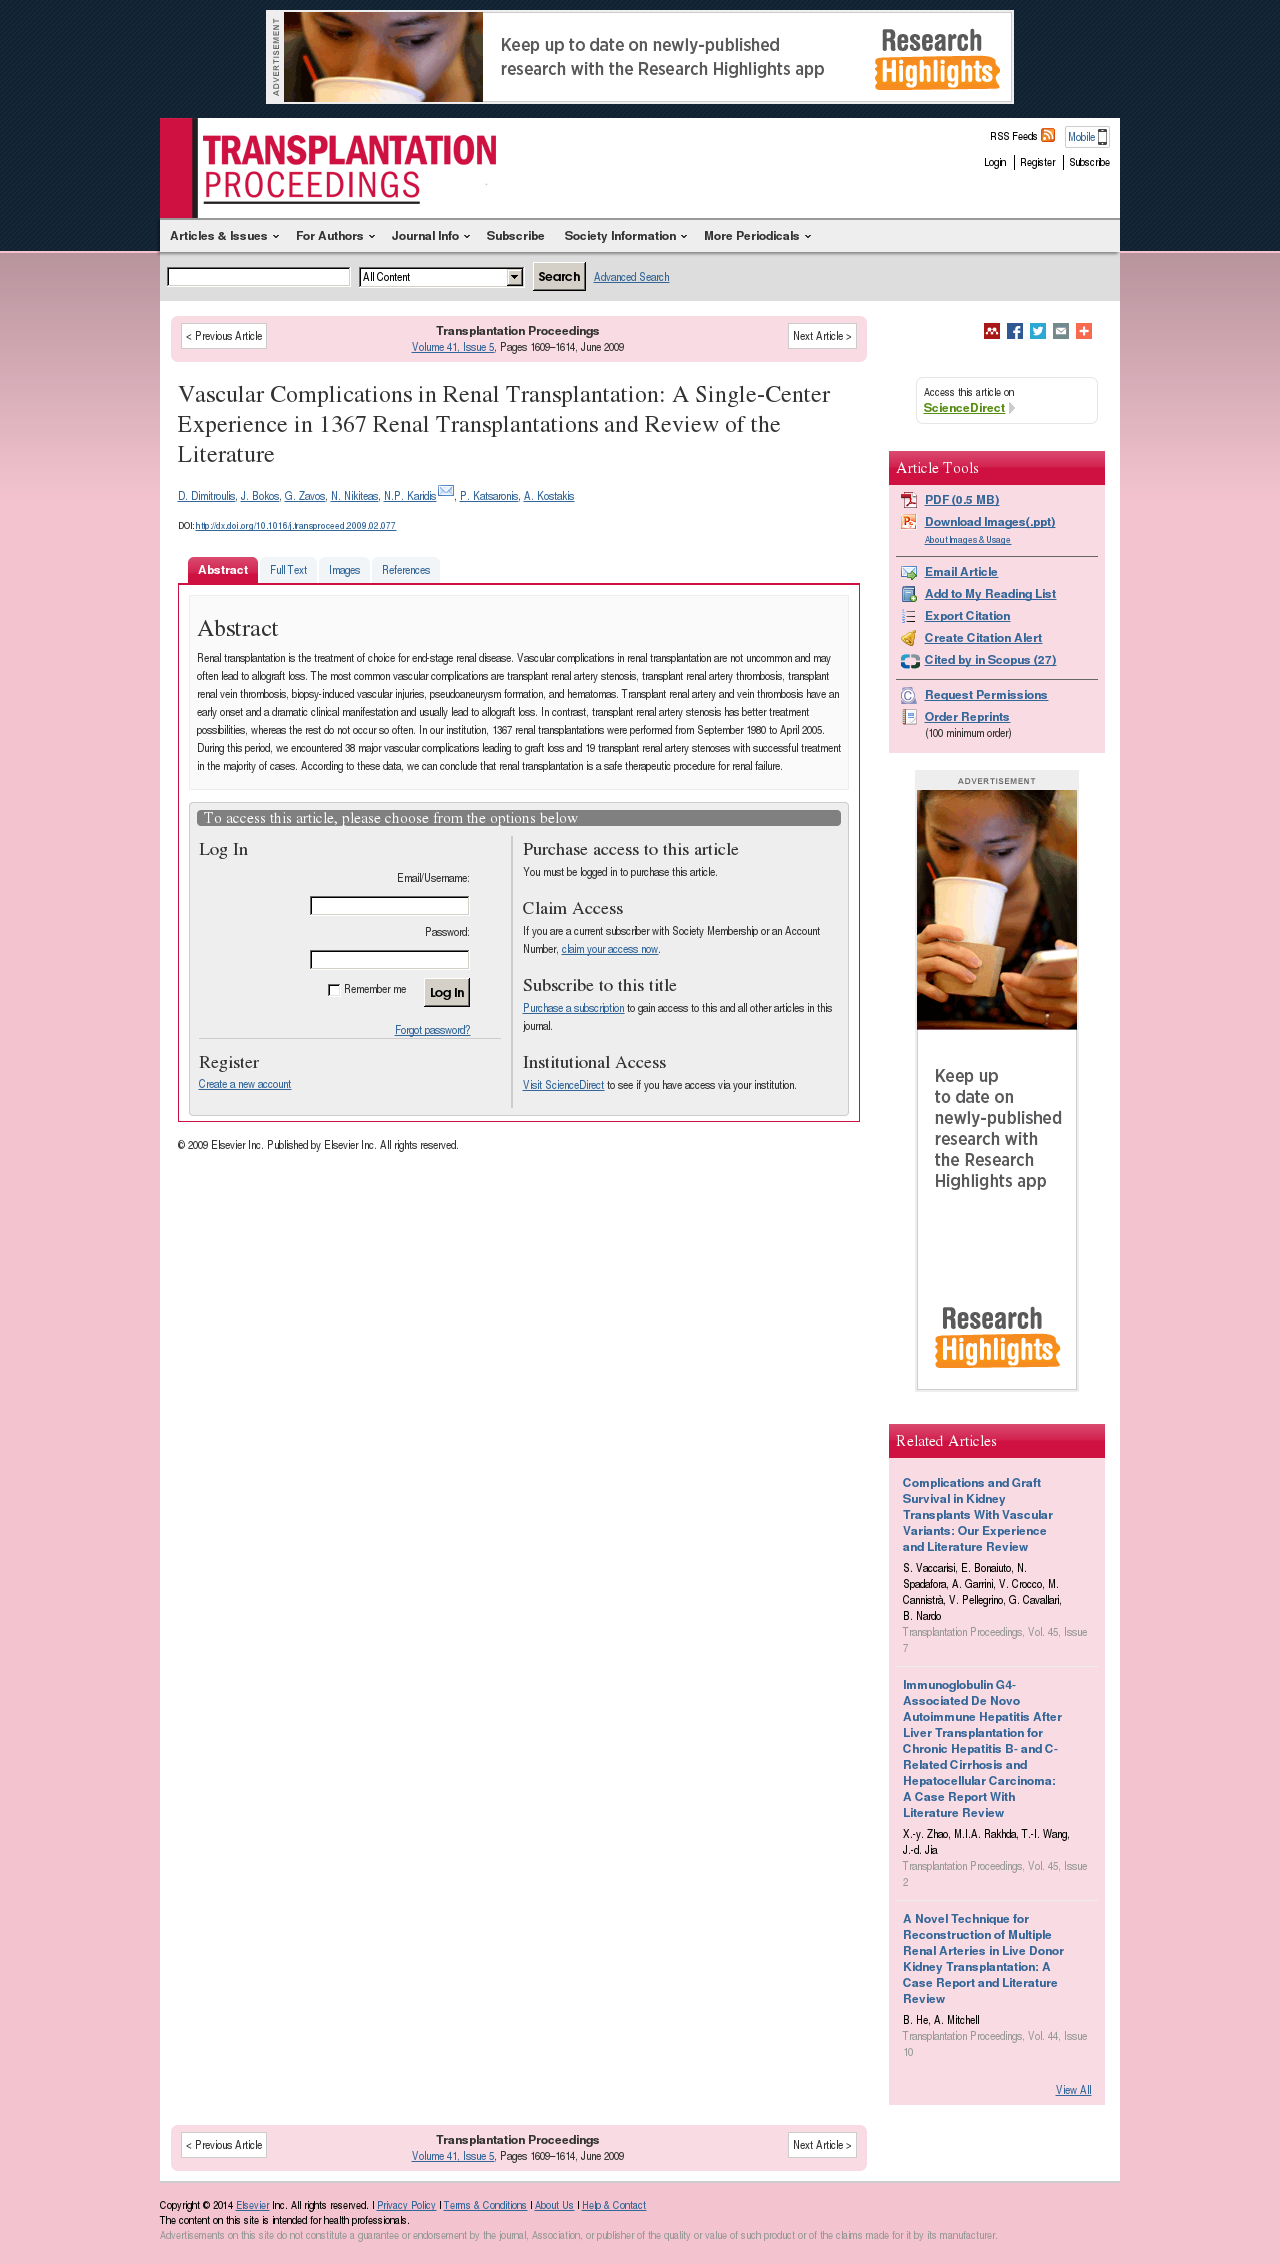 ADVERTISEMENT
Keep up to date on newly-published
research with the Research Highlights app
Research
Highlights
TRANSPLANTATION
PROCEEDINGS
RSS Feeds
Mobile
Login
Register
Subscribe
Articles & Issues
For Authors
Journal Info
Subscribe
Society Information
More Periodicals
All Content
Search
Advanced Search
< Previous Article
Transplantation Proceedings
Volume 41, Issue 5, Pages 1609–1614, June 2009
Next Article >
Vascular Complications in Renal Transplantation: A Single-Center
Experience in 1367 Renal Transplantations and Review of the
Literature
D. Dimitroulis, J. Bokos, G. Zavos, N. Nikiteas, N.P. Karidis, P. Katsaronis, A. Kostakis
DOI: http://dx.doi.org/10.1016/j.transproceed.2009.02.077
Abstract
Full Text
Images
References
Abstract
Renal transplantation is the treatment of choice for end-stage renal disease. Vascular complications in renal transplantation are not uncommon and may
often lead to allograft loss. The most common vascular complications are transplant renal artery stenosis, transplant renal artery thrombosis, transplant
renal vein thrombosis, biopsy-induced vascular injuries, pseudoaneurysm formation, and hematomas. Transplant renal artery and vein thrombosis have an
early onset and a dramatic clinical manifestation and usually lead to allograft loss. In contrast, transplant renal artery stenosis has better treatment
possibilities, whereas the rest do not occur so often. In our institution, 1367 renal transplantations were performed from September 1980 to April 2005.
During this period, we encountered 38 major vascular complications leading to graft loss and 19 transplant renal artery stenoses with successful treatment
in the majority of cases. According to these data, we can conclude that renal transplantation is a safe therapeutic procedure for renal failure.
To access this article, please choose from the options below
Log In
Email/Username:
Password:
Remember me
Log In
Forgot password?
Register
Create a new account
Purchase access to this article
You must be logged in to purchase this article.
Claim Access
If you are a current subscriber with Society Membership or an Account
Number, claim your access now.
Subscribe to this title
Purchase a subscription to gain access to this and all other articles in this
journal.
Institutional Access
Visit ScienceDirect to see if you have access via your institution.
© 2009 Elsevier Inc. Published by Elsevier Inc. All rights reserved.
Access this article on
ScienceDirect
Article Tools
PDF (0.5 MB)
Download Images(.ppt)
About Images & Usage
Email Article
Add to My Reading List
Export Citation
Create Citation Alert
Cited by in Scopus (27)
Request Permissions
Order Reprints
(100 minimum order)
ADVERTISEMENT
Keep up
to date on
newly-published
research with
the Research
Highlights app
Research
Highlights
Related Articles
Complications and Graft
Survival in Kidney
Transplants With Vascular
Variants: Our Experience
and Literature Review
S. Vaccarisi, E. Bonaiuto, N.
Spadafora, A. Garrini, V. Crocco, M.
Cannistrà, V. Pellegrino, G. Cavallari,
B. Nardo
Transplantation Proceedings, Vol. 45, Issue
7
Immunoglobulin G4-
Associated De Novo
Autoimmune Hepatitis After
Liver Transplantation for
Chronic Hepatitis B- and C-
Related Cirrhosis and
Hepatocellular Carcinoma:
A Case Report With
Literature Review
X.-y. Zhao, M.I.A. Rakhda, T.-I. Wang,
J.-d. Jia
Transplantation Proceedings, Vol. 45, Issue
2
A Novel Technique for
Reconstruction of Multiple
Renal Arteries in Live Donor
Kidney Transplantation: A
Case Report and Literature
Review
B. He, A. Mitchell
Transplantation Proceedings, Vol. 44, Issue
10
View All
< Previous Article
Transplantation Proceedings
Volume 41, Issue 5, Pages 1609–1614, June 2009
Next Article >
Copyright © 2014 Elsevier Inc. All rights reserved. | Privacy Policy | Terms & Conditions | About Us | Help & Contact
The content on this site is intended for health professionals.
Advertisements on this site do not constitute a guarantee or endorsement by the journal, Association, or publisher of the quality or value of such product or of the claims made for it by its manufacturer.